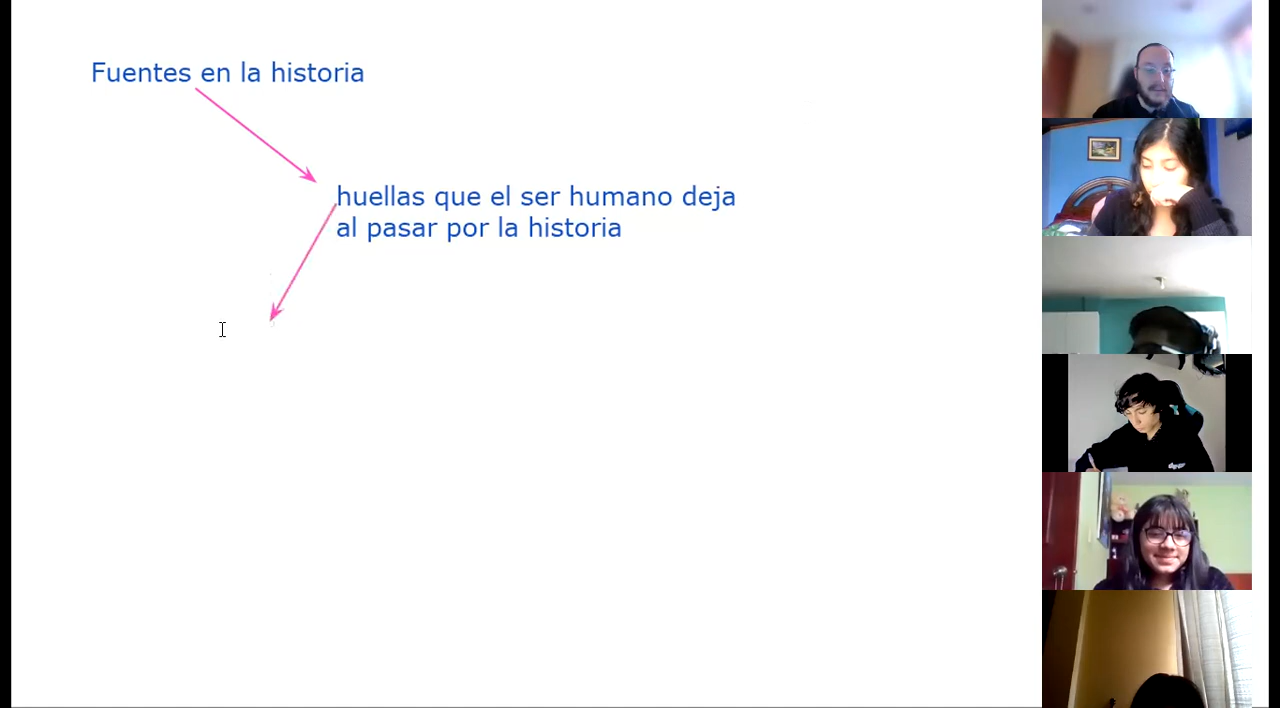 Fuentes en la historia
huellas que el ser humano deja
al pasar por la historia